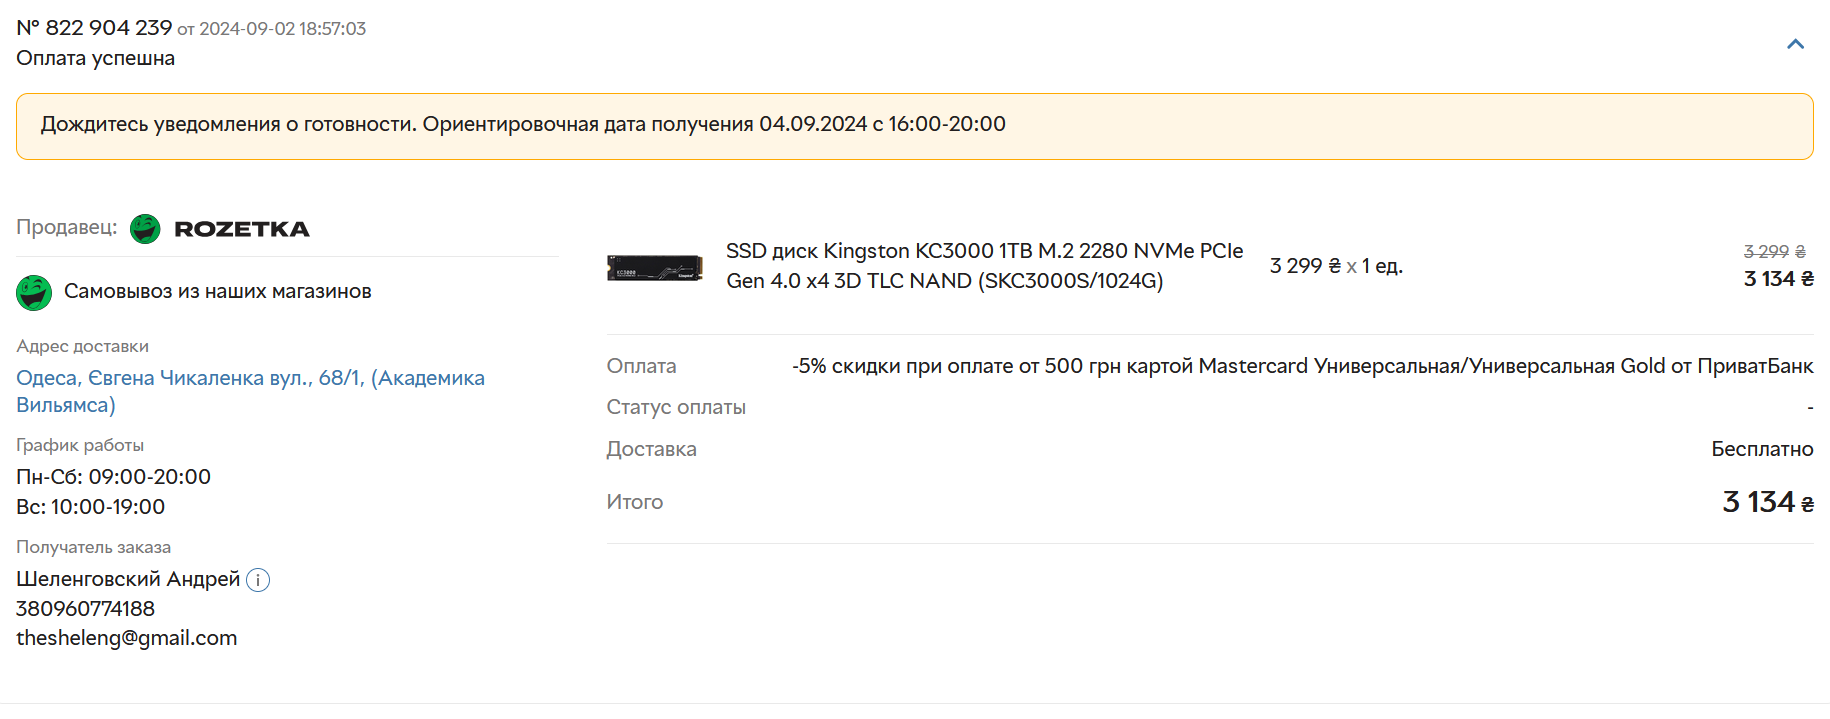 № 822 904 239 от 2024-09-02 18:57:03
Оплата успешна
Дождитесь уведомления о готовности. Ориентировочная дата получения 04.09.2024 с 16:00-20:00
Продавец: ROZETKA
Самовывоз из наших магазинов
Адрес доставки
Одеса, Євгена Чикаленка вул., 68/1, (Академика
Вильямса)
График работы
Пн-Сб: 09:00-20:00
Вс: 10:00-19:00
Получатель заказа
Шеленговский Андрей
380960774188
thesheleng@gmail.com
KC3000
Kingston
SSD диск Kingston KC3000 1TB M.2 2280 NVMe PCIe
Gen 4.0 x4 3D TLC NAND (SKC3000S/1024G)
3 299 ₴ x 1 ед.
3 299 ₴
3 134 ₴
Оплата -5% скидки при оплате от 500 грн картой Mastercard Универсальная/Универсальная Gold от ПриватБанк
Статус оплаты -
Доставка Бесплатно
Итого 3 134 ₴